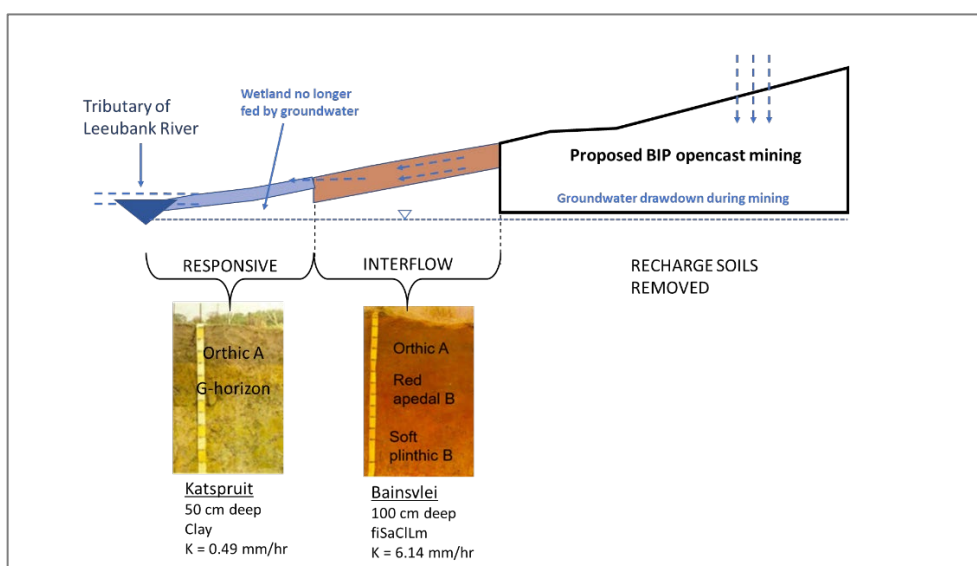 Tributary of
Leeubank River
Wetland no longer
fed by groundwater
Proposed BIP opencast mining
Groundwater drawdown during mining
RESPONSIVE
INTERFLOW
RECHARGE SOILS
REMOVED
Orthic A
G-horizon
Orthic A
Red
apedal B
Soft
plinthic B
Katspruit
50 cm deep
Clay
K = 0.49 mm/hr
Bainsvlei
100 cm deep
fiSaClLm
K = 6.14 mm/hr